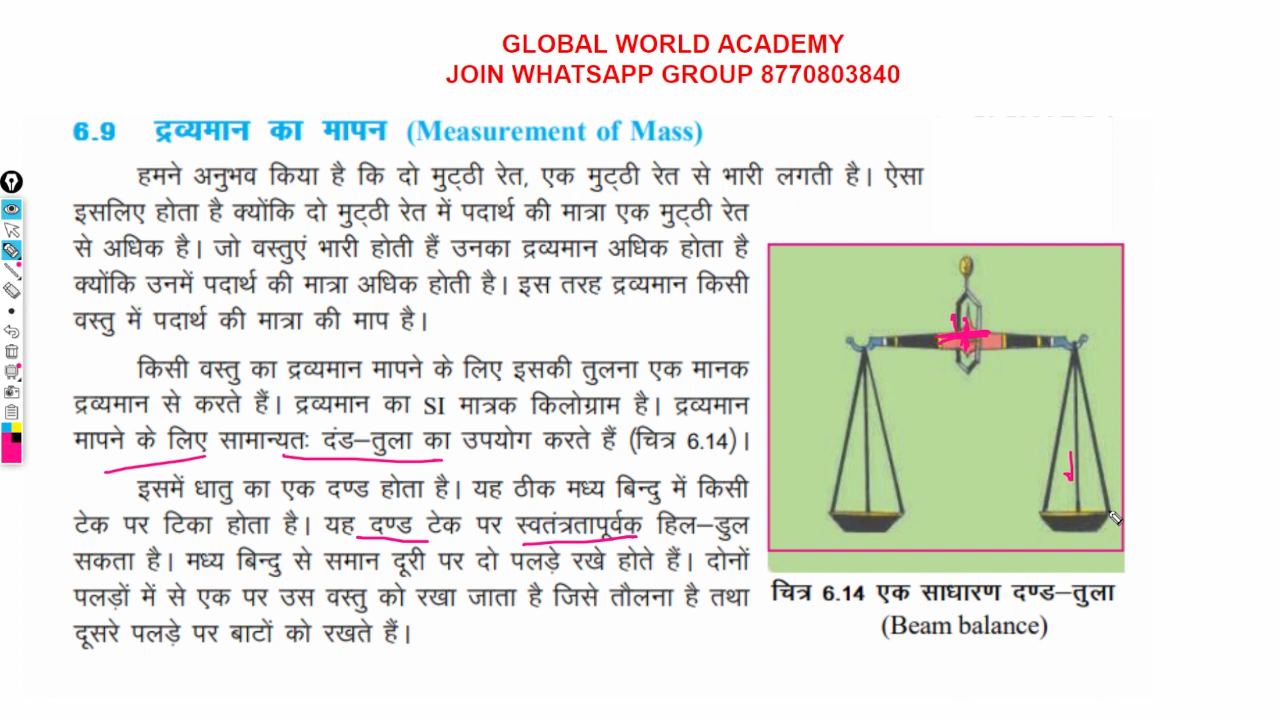 GLOBAL WORLD ACADEMY
JOIN WHATSAPP GROUP 8770803840
6.9 द्रव्यमान का मापन (Measurement of Mass)
हमने अनुभव किया है कि दो मुट्ठी रेत, एक मुट्ठी रेत से भारी लगती है। ऐसा
इसलिए होता है क्योंकि दो मुट्ठी रेत में पदार्थ की मात्रा एक मुट्ठी रेत
से अधिक है। जो वस्तुएं भारी होती हैं उनका द्रव्यमान अधिक होता है
क्योंकि उनमें पदार्थ की मात्रा अधिक होती है। इस तरह द्रव्यमान किसी
वस्तु में पदार्थ की मात्रा की माप है।
किसी वस्तु का द्रव्यमान मापने के लिए इसकी तुलना एक मानक
द्रव्यमान से करते हैं। द्रव्यमान का SI मात्रक किलोग्राम है। द्रव्यमान
मापने के लिए सामान्यतः दंड–तुला का उपयोग करते हैं (चित्र 6.14)।
इसमें धातु का एक दण्ड होता है। यह ठीक मध्य बिन्दु में किसी
टेक पर टिका होता है। यह दण्ड टेक पर स्वतंत्रतापूर्वक हिल–डुल
सकता है। मध्य बिन्दु से समान दूरी पर दो पलड़े रखे होते हैं। दोनों
पलड़ों में से एक पर उस वस्तु को रखा जाता है जिसे तौलना है तथा
दूसरे पलड़े पर बाटों को रखते हैं।
चित्र 6.14 एक साधारण दण्ड–तुला
(Beam balance)